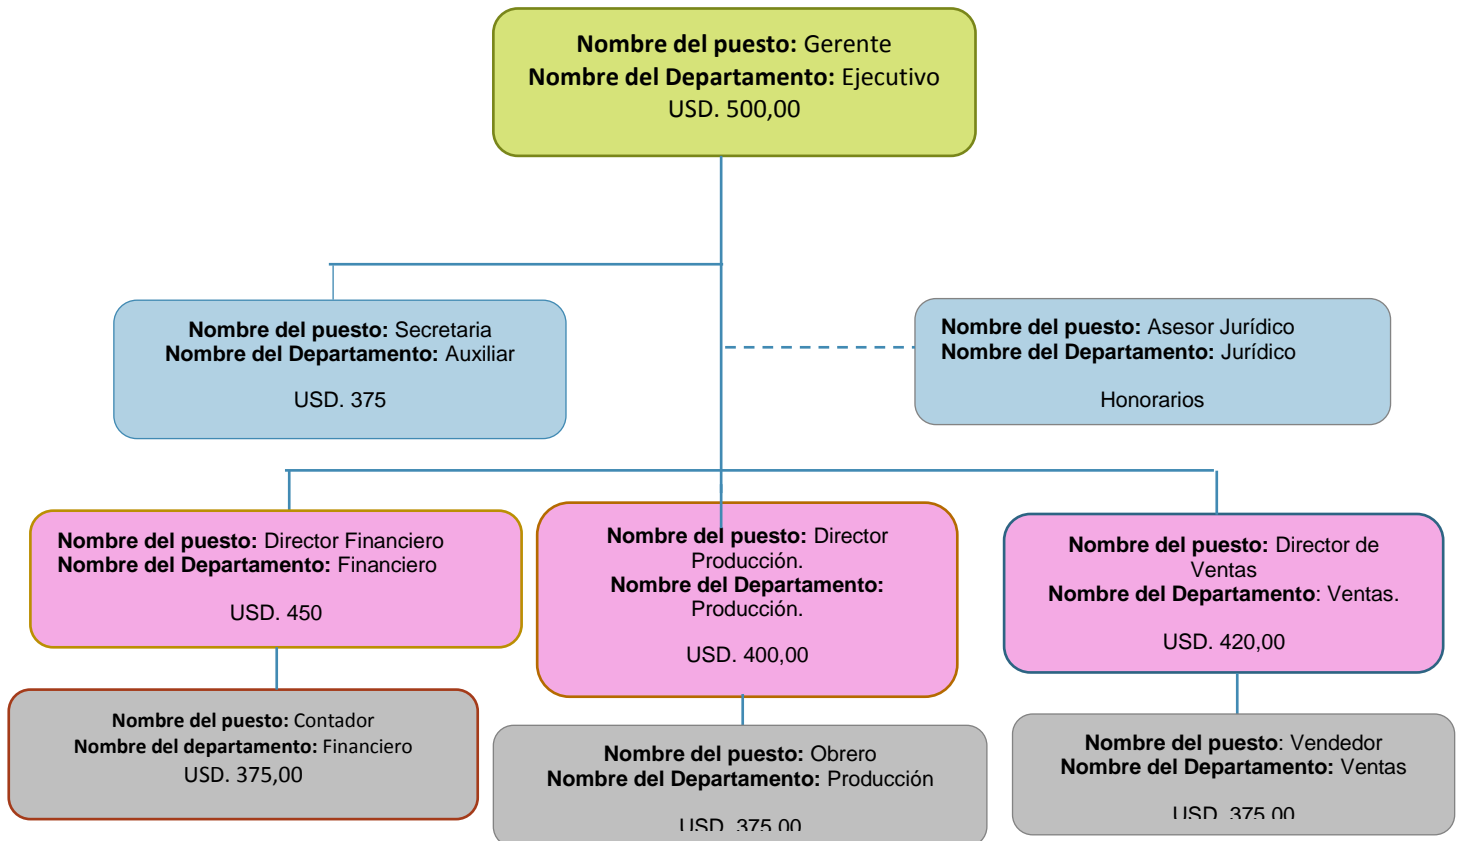 Nombre del puesto: Gerente
Nombre del Departamento: Ejecutivo
USD. 500,00
Nombre del puesto: Secretaria
Nombre del Departamento: Auxiliar
USD. 375
Nombre del puesto: Asesor Jurídico
Nombre del Departamento: Jurídico
Honorarios
Nombre del puesto: Director Financiero
Nombre del Departamento: Financiero
USD. 450
Nombre del puesto: Director
Producción.
Nombre del Departamento:
Producción.
USD. 400,00
Nombre del puesto: Director de
Ventas
Nombre del Departamento: Ventas.
USD. 420,00
Nombre del puesto: Contador
Nombre del departamento: Financiero
USD. 375,00
Nombre del puesto: Obrero
Nombre del Departamento: Producción
USD. 375,00
Nombre del puesto: Vendedor
Nombre del Departamento: Ventas
USD. 375,00